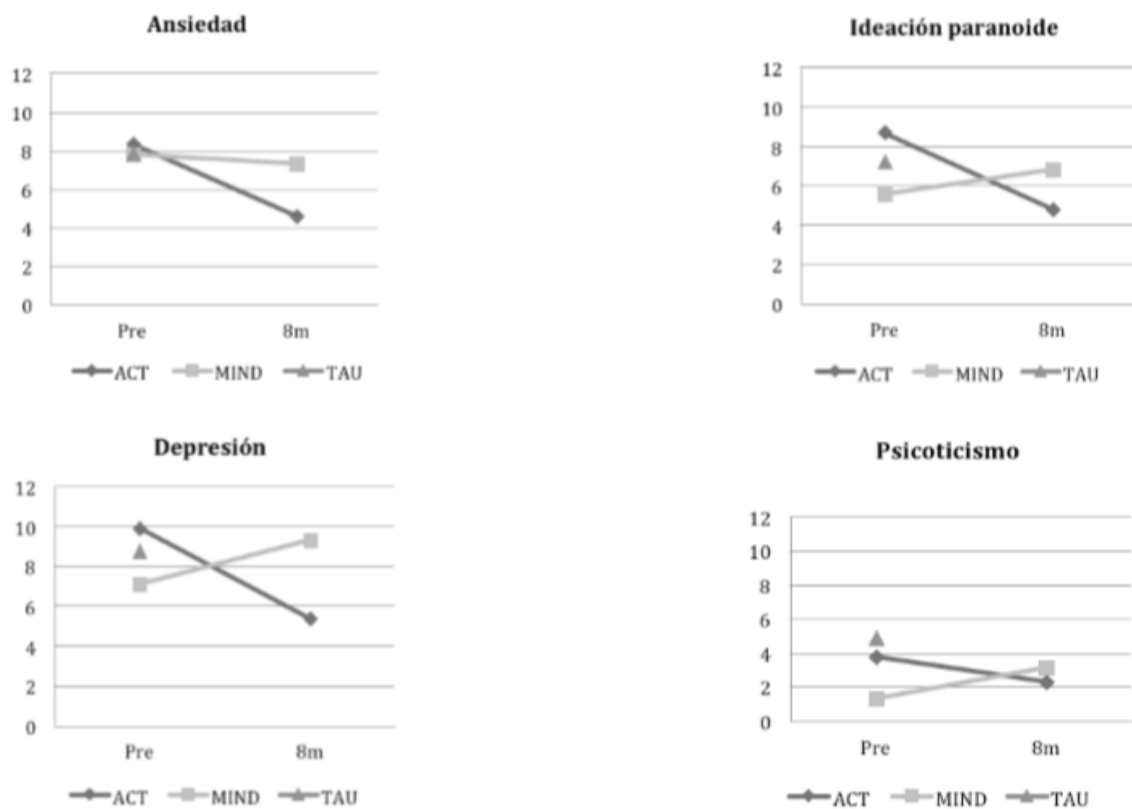 Ansiedad
12
10
8
6
4
2
0
Pre 8m
ACT MIND TAU
Ideación paranoide
12
10
8
6
4
2
0
Pre 8m
ACT MIND TAU
Depresión
12
10
8
6
4
2
0
Pre 8m
ACT MIND TAU
Psicoticismo
12
10
8
6
4
2
0
Pre 8m
ACT MIND TAU